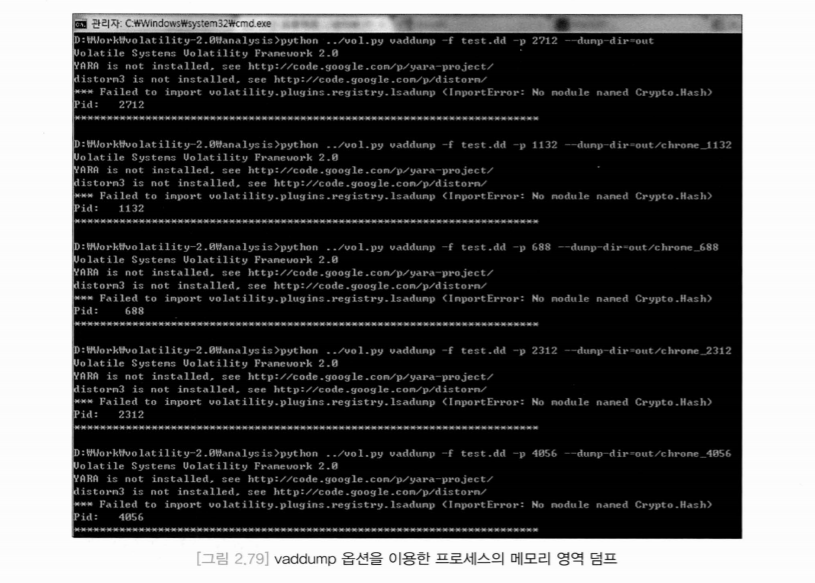 관리자: C:₩Windows₩system32₩cmd.exe
D:₩Work₩volatility-2.0₩analysis>python ../vol.py vaddump -f test.dd -p 2712 --dump-dir=out
Volatile Systems Volatility Framework 2.0
YARA is not installed, see http://code.google.com/p/yara-project/
distorm3 is not installed, see http://code.google.com/p/distorm/
*** Failed to import volatility.plugins.registry.lsadump (ImportError: No module named Crypto.Hash)
Pid: 2712
************************************************************************
D:₩Work₩volatility-2.0₩analysis>python ../vol.py vaddump -f test.dd -p 1132 --dump-dir=out/chrome_1132
Volatile Systems Volatility Framework 2.0
YARA is not installed, see http://code.google.com/p/yara-project/
distorm3 is not installed, see http://code.google.com/p/distorm/
*** Failed to import volatility.plugins.registry.lsadump (ImportError: No module named Crypto.Hash)
Pid: 1132
************************************************************************
D:₩Work₩volatility-2.0₩analysis>python ../vol.py vaddump -f test.dd -p 688 --dump-dir=out/chrome_688
Volatile Systems Volatility Framework 2.0
YARA is not installed, see http://code.google.com/p/yara-project/
distorm3 is not installed, see http://code.google.com/p/distorm/
*** Failed to import volatility.plugins.registry.lsadump (ImportError: No module named Crypto.Hash)
Pid: 688
************************************************************************
D:₩Work₩volatility-2.0₩analysis>python ../vol.py vaddump -f test.dd -p 2312 --dump-dir=out/chrome_2312
Volatile Systems Volatility Framework 2.0
YARA is not installed, see http://code.google.com/p/yara-project/
distorm3 is not installed, see http://code.google.com/p/distorm/
*** Failed to import volatility.plugins.registry.lsadump (ImportError: No module named Crypto.Hash)
Pid: 2312
************************************************************************
D:₩Work₩volatility-2.0₩analysis>python ../vol.py vaddump -f test.dd -p 4056 --dump-dir=out/chrome_4056
Volatile Systems Volatility Framework 2.0
YARA is not installed, see http://code.google.com/p/yara-project/
distorm3 is not installed, see http://code.google.com/p/distorm/
*** Failed to import volatility.plugins.registry.lsadump (ImportError: No module named Crypto.Hash)
Pid: 4056
************************************************************************
[그림 2.79] vaddump 옵션을 이용한 프로세스의 메모리 영역 덤프